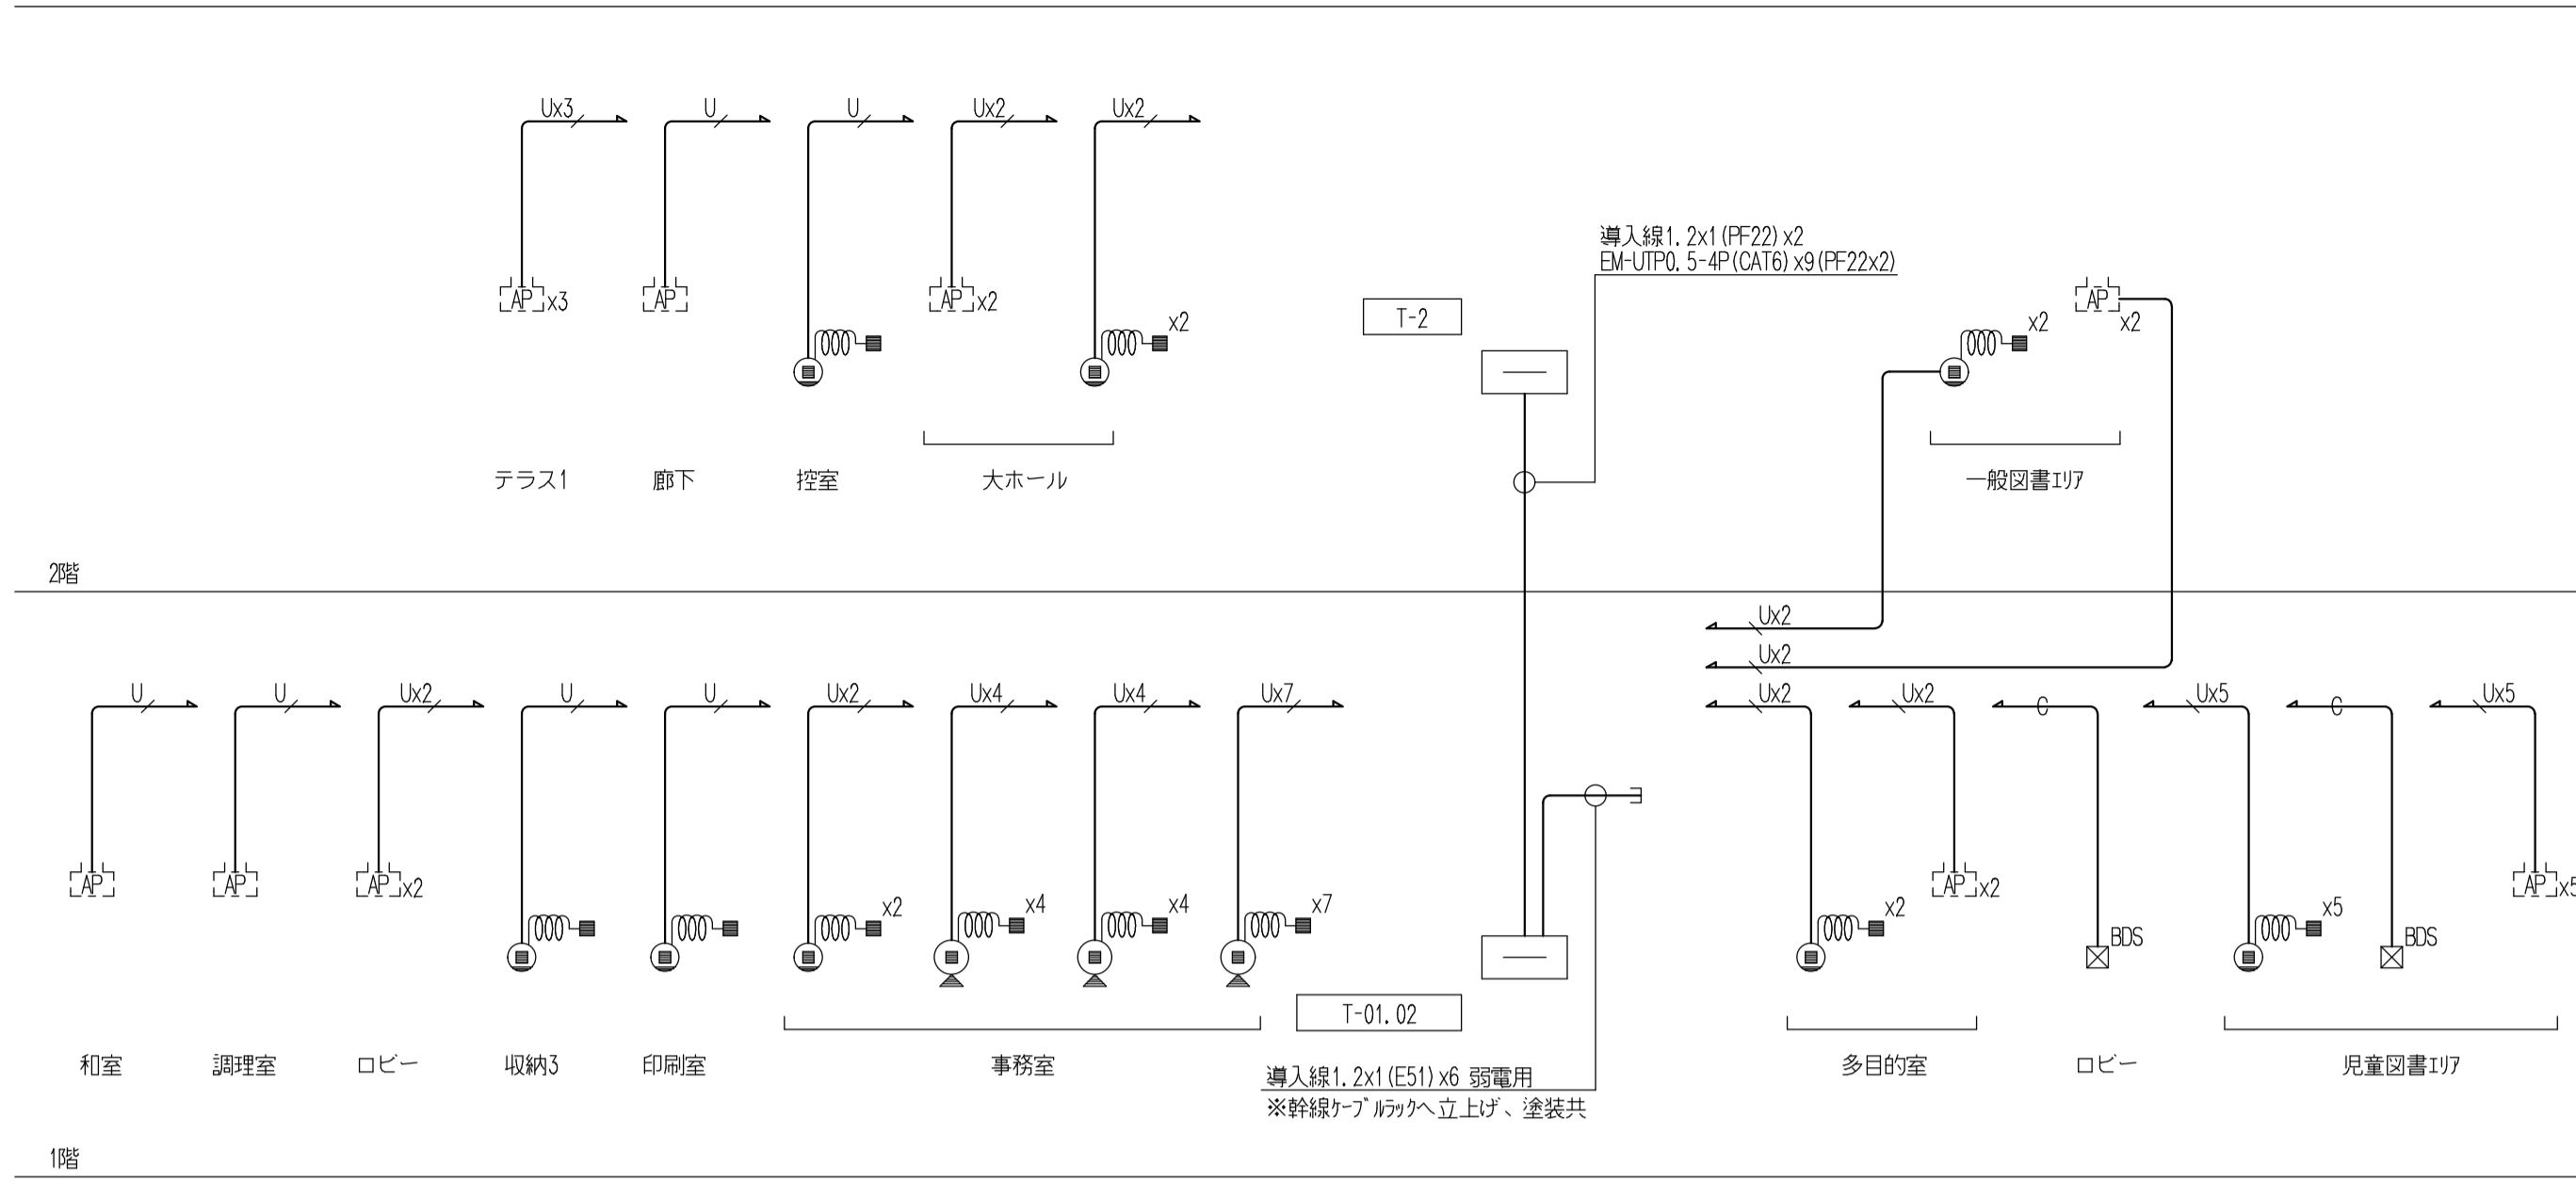 Ux3
U
U
Ux2
Ux2
導入線1.2x1(PF22)x2
EM-UTP0.5-4P(CAT6)x9(PF22x2)
AP x3
AP
AP x2
x2
T-2
x2
AP
x2
テラス1
廊下
控室
大ホール
一般図書ｴﾘｱ
2階
Ux2
Ux2
U
U
Ux2
U
U
Ux2
Ux4
Ux4
Ux7
Ux2
Ux2
C
Ux5
C
Ux5
AP
AP
AP x2
x2
x4
x4
x7
x2
AP x2
BDS
x5
BDS
AP x5
T-01.02
和室
調理室
ロビー
収納3
印刷室
事務室
多目的室
ロビー
児童図書ｴﾘｱ
導入線1.2x1(E51)x6 弱電用
※幹線ｹｰﾌﾞﾙﾗｯｸへ立上げ、塗装共
1階